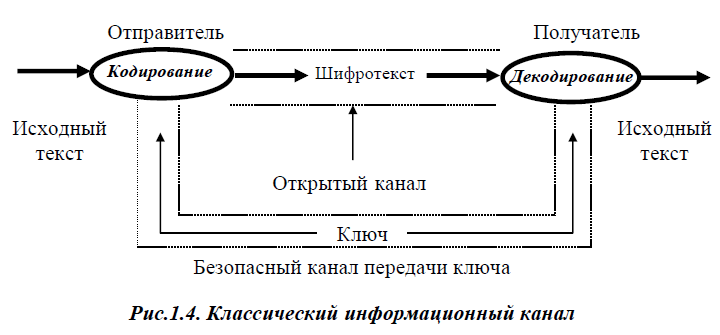 Отправитель
Получатель
Кодирование
Шифротекст
Декодирование
Исходный
текст
Исходный
текст
Открытый канал
Ключ
Безопасный канал передачи ключа
Рис.1.4. Классический информационный канал